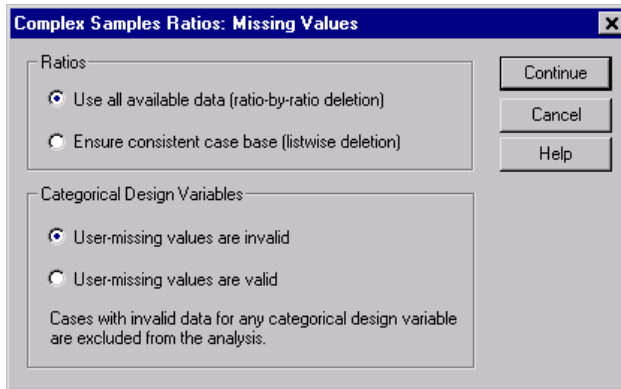 Complex Samples Ratios: Missing Values
Ratios
Use all available data (ratio-by-ratio deletion)
Ensure consistent case base (listwise deletion)
Continue
Cancel
Help
Categorical Design Variables
User-missing values are invalid
User-missing values are valid
Cases with invalid data for any categorical design variable
are excluded from the analysis.